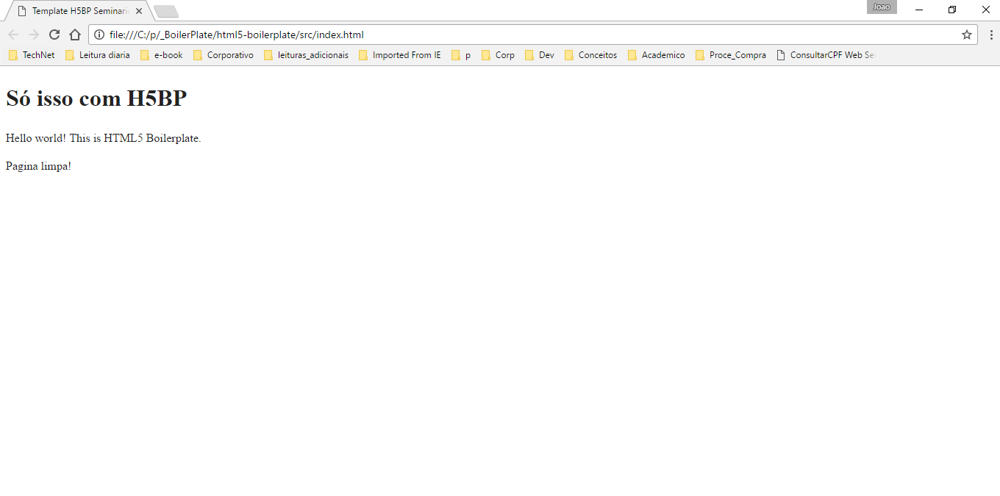 Template H5BP Seminari
Joao
file:///C:/p/_BoilerPlate/html5-boilerplate/src/index.html
TechNet Leitura diaria e-book Corporativo leituras_adicionais Imported From IE p Corp Dev Conceitos Academico Proce_Compra ConsultarCPF Web Se
Só isso com H5BP
Hello world! This is HTML5 Boilerplate.
Pagina limpa!